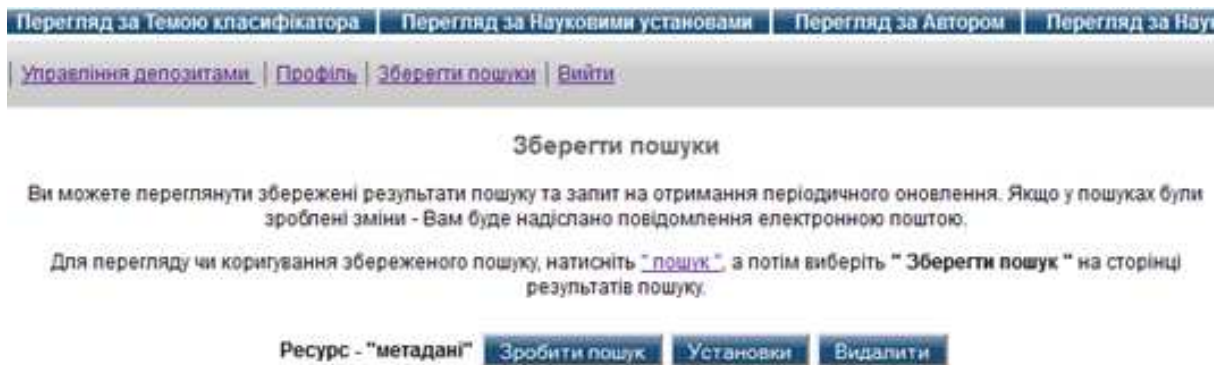 Перегляд за Темою класифікатора Перегляд за Науковими установами Перегляд за Автором Перегляд за
| Управління депозитами | Профіль | Зберегти пошуки | Вийти
Зберегти пошуки
Ви можете переглянути збережені результати пошуку та запит на отримання періодичного оновлення. Якщо у пошуках були
зроблені зміни - Вам буде надіслано повідомлення електронною поштою.
Для перегляду чи коригування збереженого пошуку, натисніть " пошук ", а потім виберіть " Зберегти пошук " на сторінці
результатів пошуку.
Ресурс - "метадані" Зробити пошук Установки Видалити